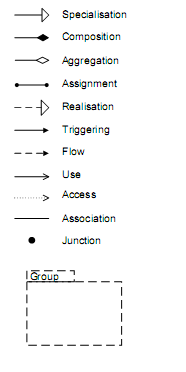 Specialisation
Composition
Aggregation
Assignment
Realisation
Triggering
Flow
Use
Access
Association
Junction
Group